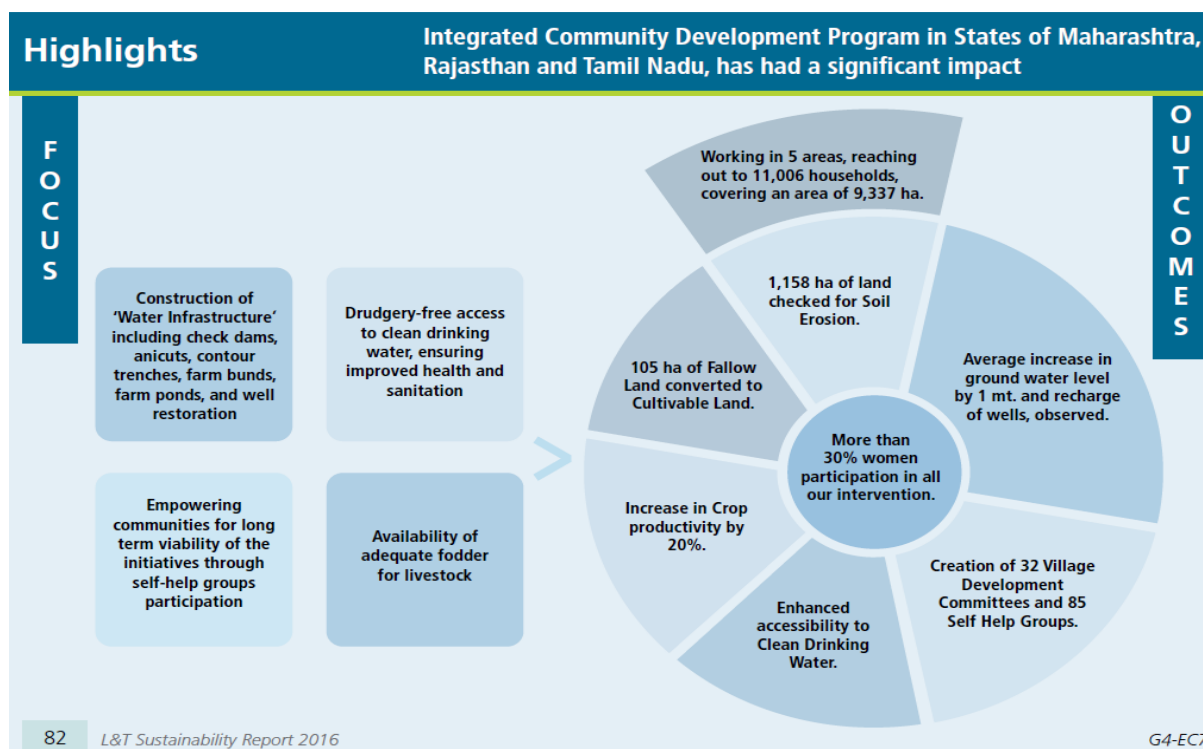 Highlights
Integrated Community Development Program in States of Maharashtra,
Rajasthan and Tamil Nadu, has had a significant impact
F
O
C
U
S
Construction of
‘Water Infrastructure’
including check dams,
anicuts, contour
trenches, farm bunds,
farm ponds, and well
restoration
Drudgery-free access
to clean drinking
water, ensuring
improved health and
sanitation
Empowering
communities for long
term viability of the
initiatives through
self-help groups
participation
Availability of
adequate fodder
for livestock
O
U
T
C
O
M
E
S
Working in 5 areas, reaching
out to 11,006 households,
covering an area of 9,337 ha.
1,158 ha of land
checked for Soil
Erosion.
Average increase in
ground water level
by 1 mt. and recharge
of wells, observed.
Creation of 32 Village
Development
Committees and 85
Self Help Groups.
Enhanced
accessibility to
Clean Drinking
Water.
Increase in Crop
productivity by
20%.
105 ha of Fallow
Land converted to
Cultivable Land.
More than
30% women
participation in all
our intervention.
82
L&T Sustainability Report 2016
G4-EC7